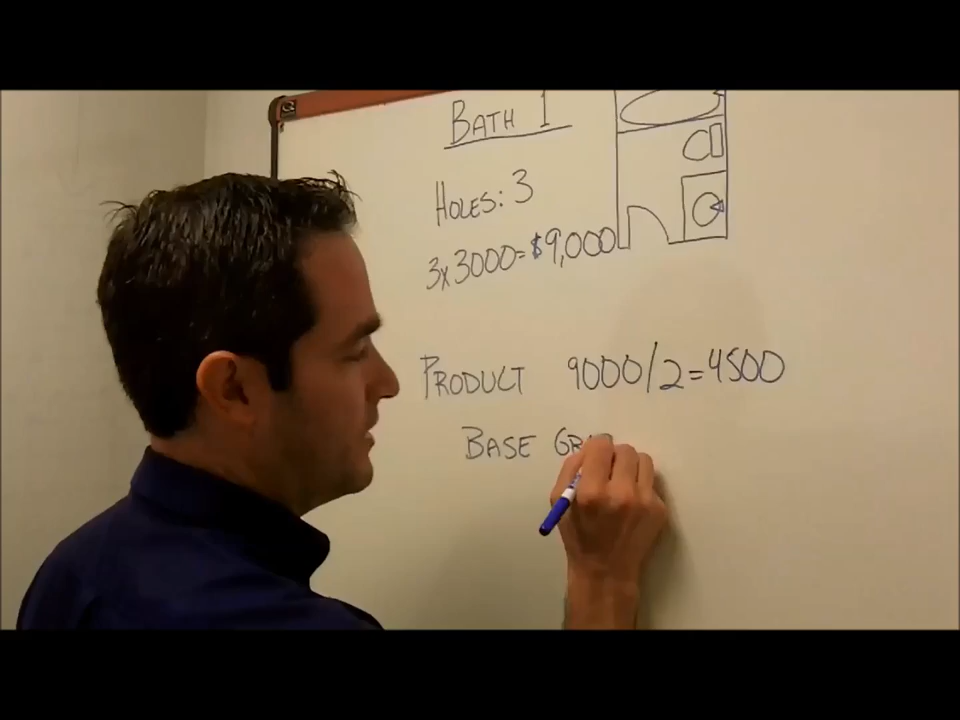 BATH 1
HOLES: 3
3x3000=$9,000
PRODUCT 9000/2=4500
BASE